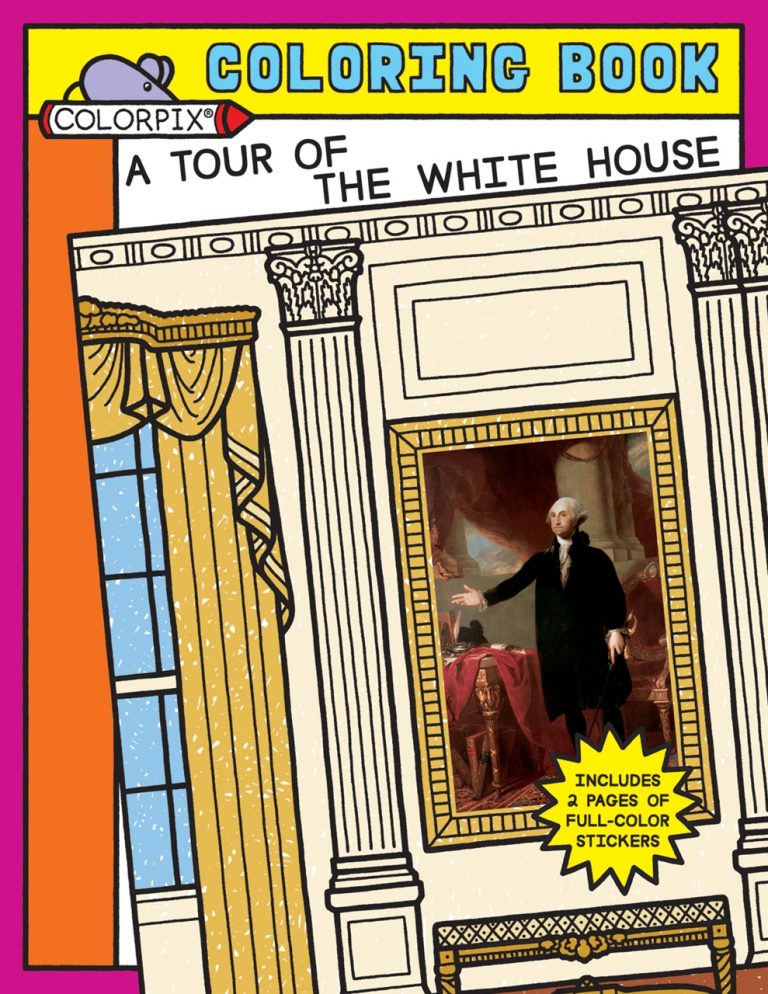 COLORING BOOK
COLORPIX®
A TOUR OF
THE WHITE HOUSE
INCLUDES
2 PAGES OF
FULL-COLOR
STICKERS